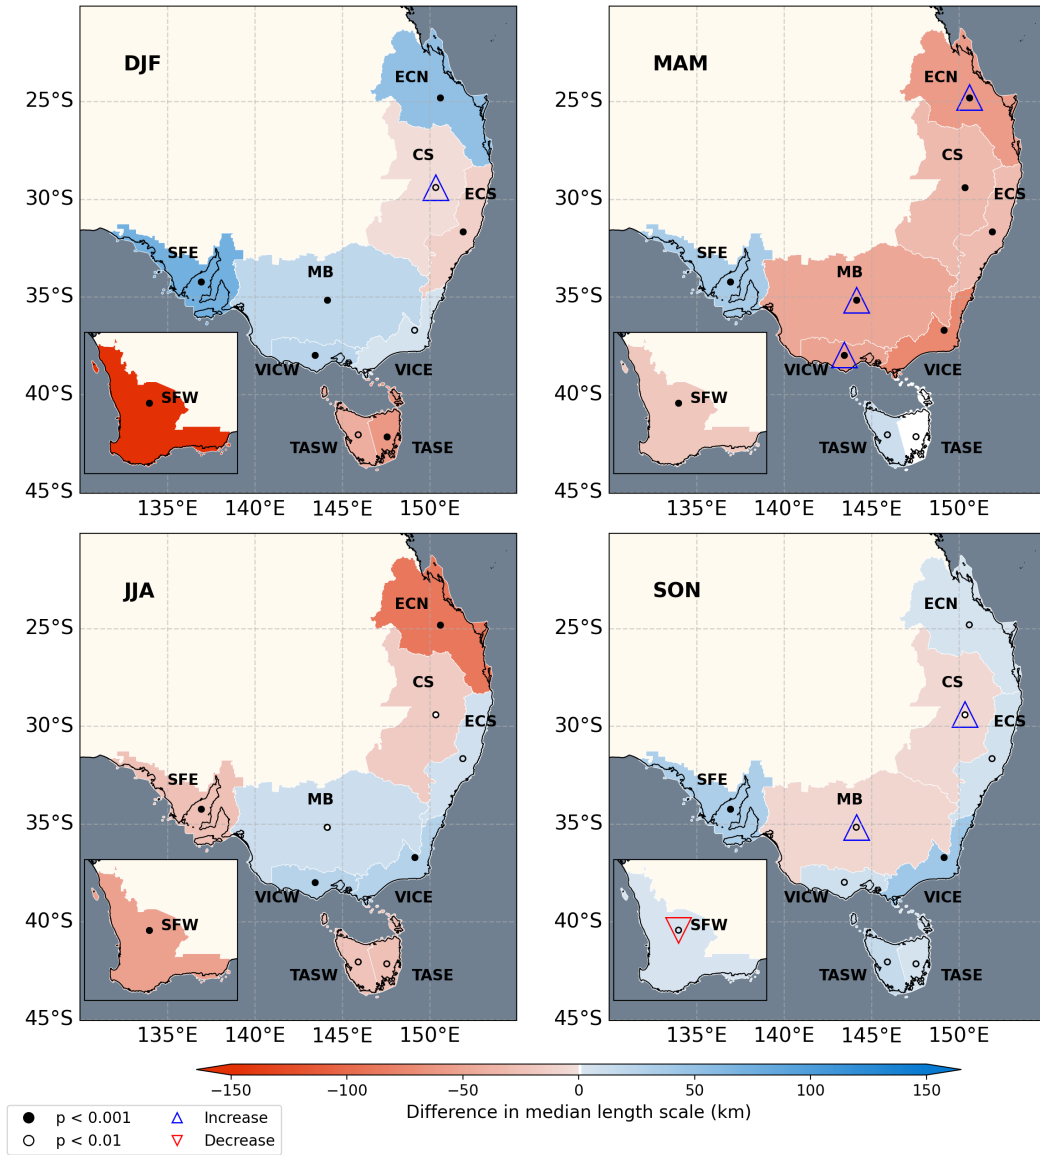 DJF
ECN
CS
ECS
SFE
MB
SFW
VICW
VICE
TASW
TASE
25°S
30°S
35°S
40°S
45°S
135°E
140°E
145°E
150°E
MAM
ECN
CS
ECS
SFE
MB
SFW
VICW
VICE
TASW
TASE
25°S
30°S
35°S
40°S
45°S
135°E
140°E
145°E
150°E
JJA
ECN
CS
ECS
SFE
MB
SFW
VICW
VICE
TASW
TASE
25°S
30°S
35°S
40°S
45°S
135°E
140°E
145°E
150°E
SON
ECN
CS
ECS
SFE
MB
SFW
VICW
VICE
TASW
TASE
25°S
30°S
35°S
40°S
45°S
135°E
140°E
145°E
150°E
−150
−100
−50
0
50
100
150
Difference in median length scale (km)
p < 0.001
p < 0.01
Increase
Decrease